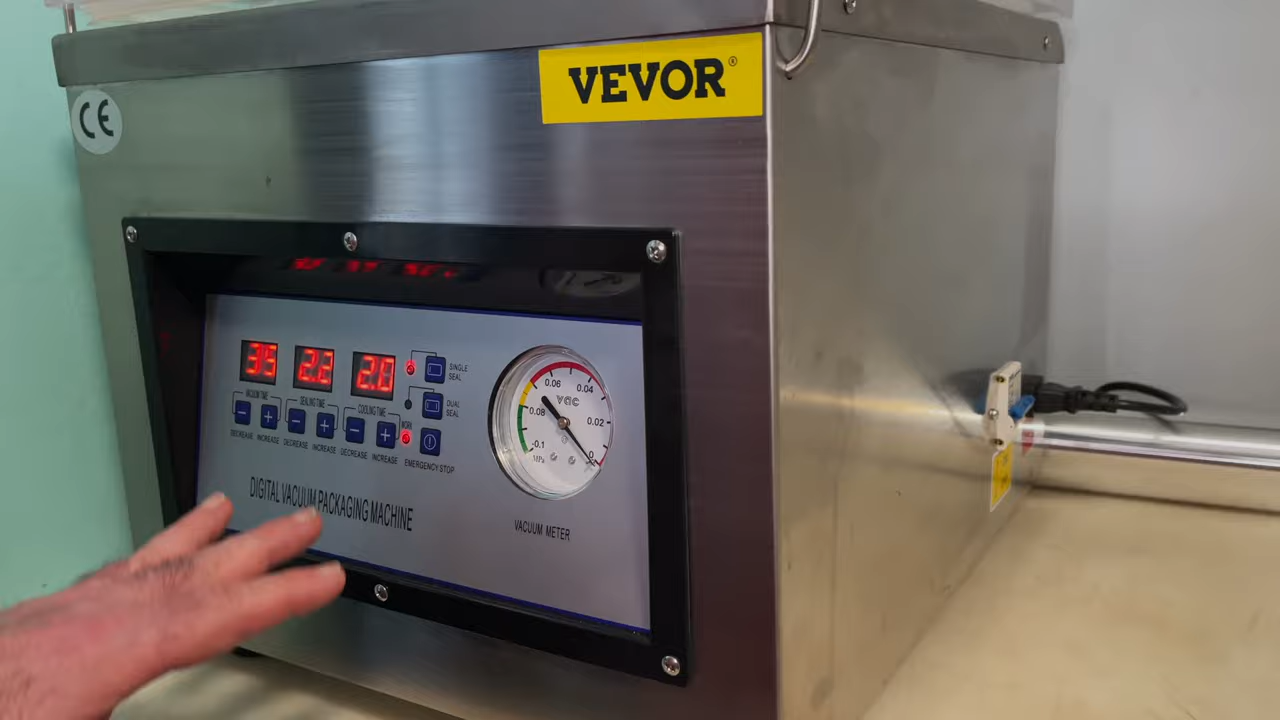 VEVOR®
CE
35 2.2 2.0
SINGLE
SEAL
VACUUM TIME SEALING TIME COOLING TIME
DUAL
SEAL
WORK
DECREASE INCREASE DECREASE INCREASE DECREASE INCREASE EMERGENCY STOP
DIGITAL VACUUM PACKAGING MACHINE
0.06 0.04
vac
0.08 0.02
-0.1 0
MPa
VACUUM METER